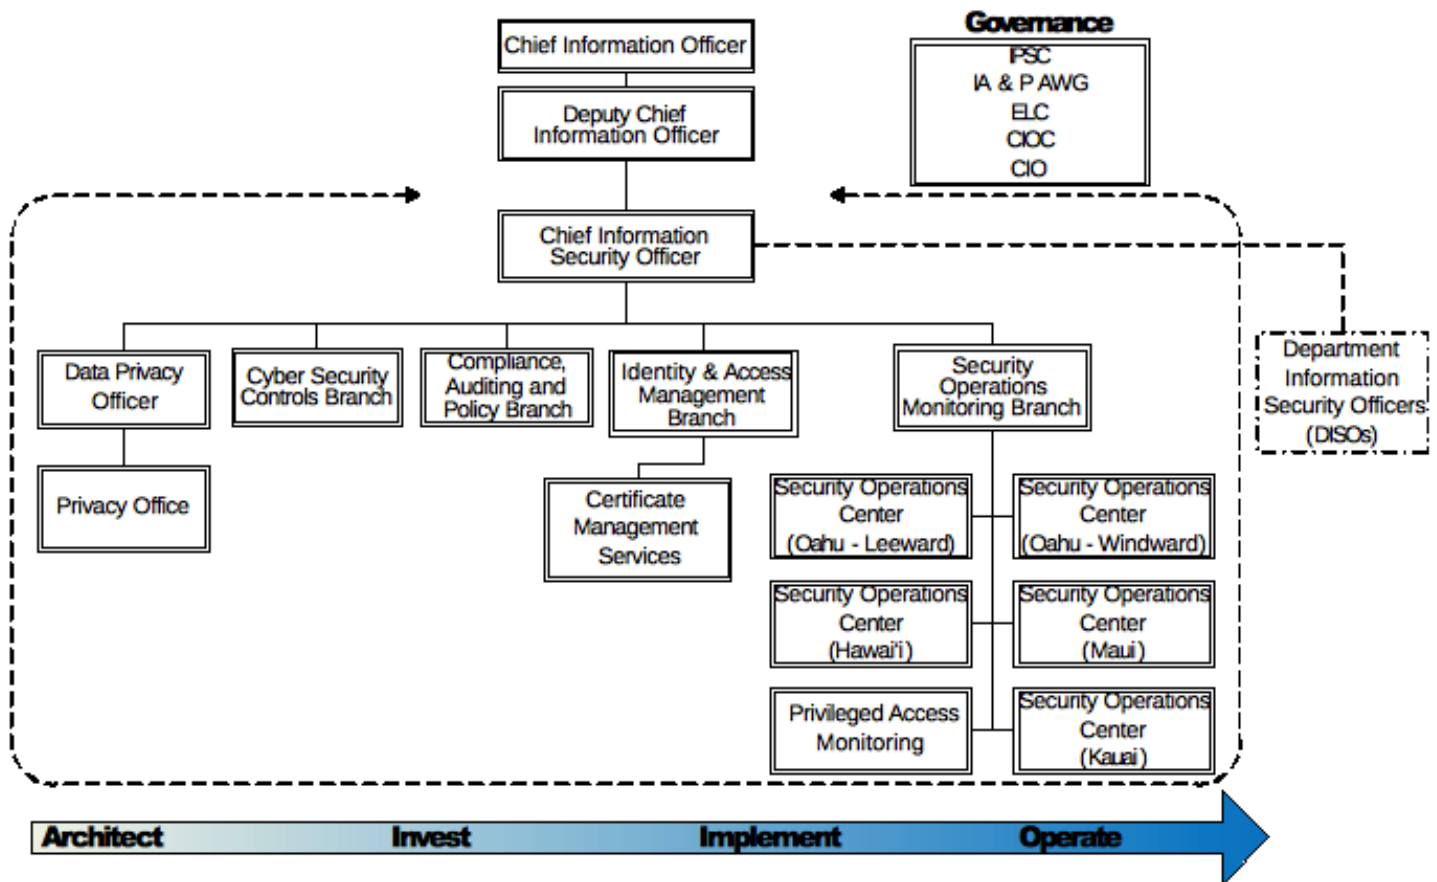 Governance
Chief Information Officer
IPSC
IA & P AWG
ELC
CIOC
CIO
Deputy Chief
Information Officer
Chief Information
Security Officer
Data Privacy
Officer
Cyber Security
Controls Branch
Compliance,
Auditing and
Policy Branch
Identity & Access
Management
Branch
Security
Operations
Monitoring Branch
Department
Information
Security Officers
(DISOs)
Privacy Office
Certificate
Management
Services
Security Operations
Center
(Oahu - Leeward)
Security Operations
Center
(Oahu - Windward)
Security Operations
Center
(Hawai'i)
Security Operations
Center
(Maui)
Privileged Access
Monitoring
Security Operations
Center
(Kauai)
Architect
Invest
Implement
Operate